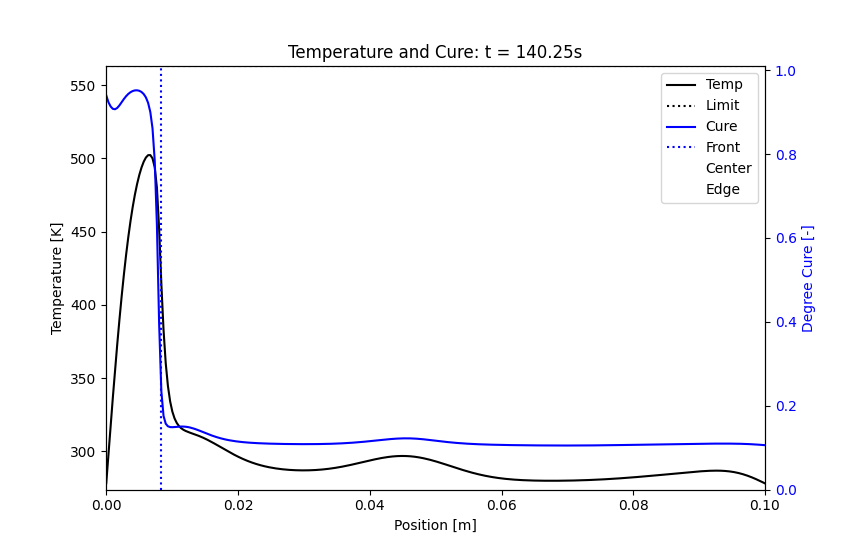 Temperature and Cure: t = 140.25s
Temperature [K]
550
500
450
400
350
300
Temp
Limit
Cure
Front
Center
Edge
1.0
0.8
0.6
0.4
0.2
0.0
Degree Cure [-]
0.00
0.02
0.04
0.06
0.08
0.10
Position [m]